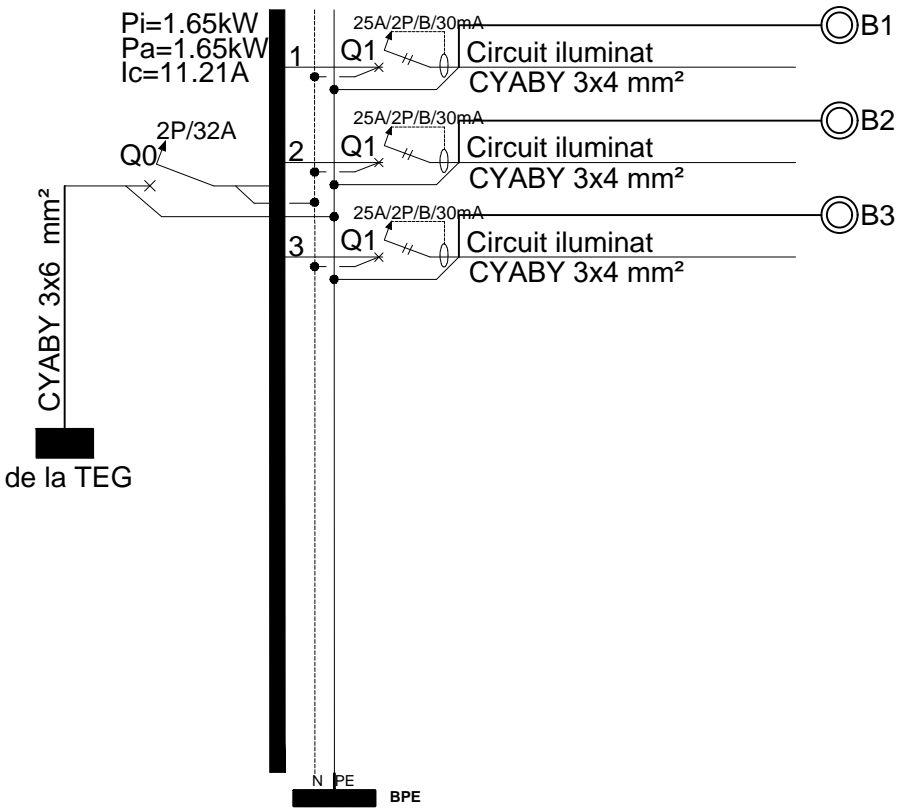 Pi=1.65kW
Pa=1.65kW
Ic=11.21A
2P/32A
Q0
CYABY 3x6 mm²
de la TEG
1
25A/2P/B/30mA
Q1
Circuit iluminat
CYABY 3x4 mm²
B1
2
25A/2P/B/30mA
Q1
Circuit iluminat
CYABY 3x4 mm²
B2
3
25A/2P/B/30mA
Q1
Circuit iluminat
CYABY 3x4 mm²
B3
N PE
BPE